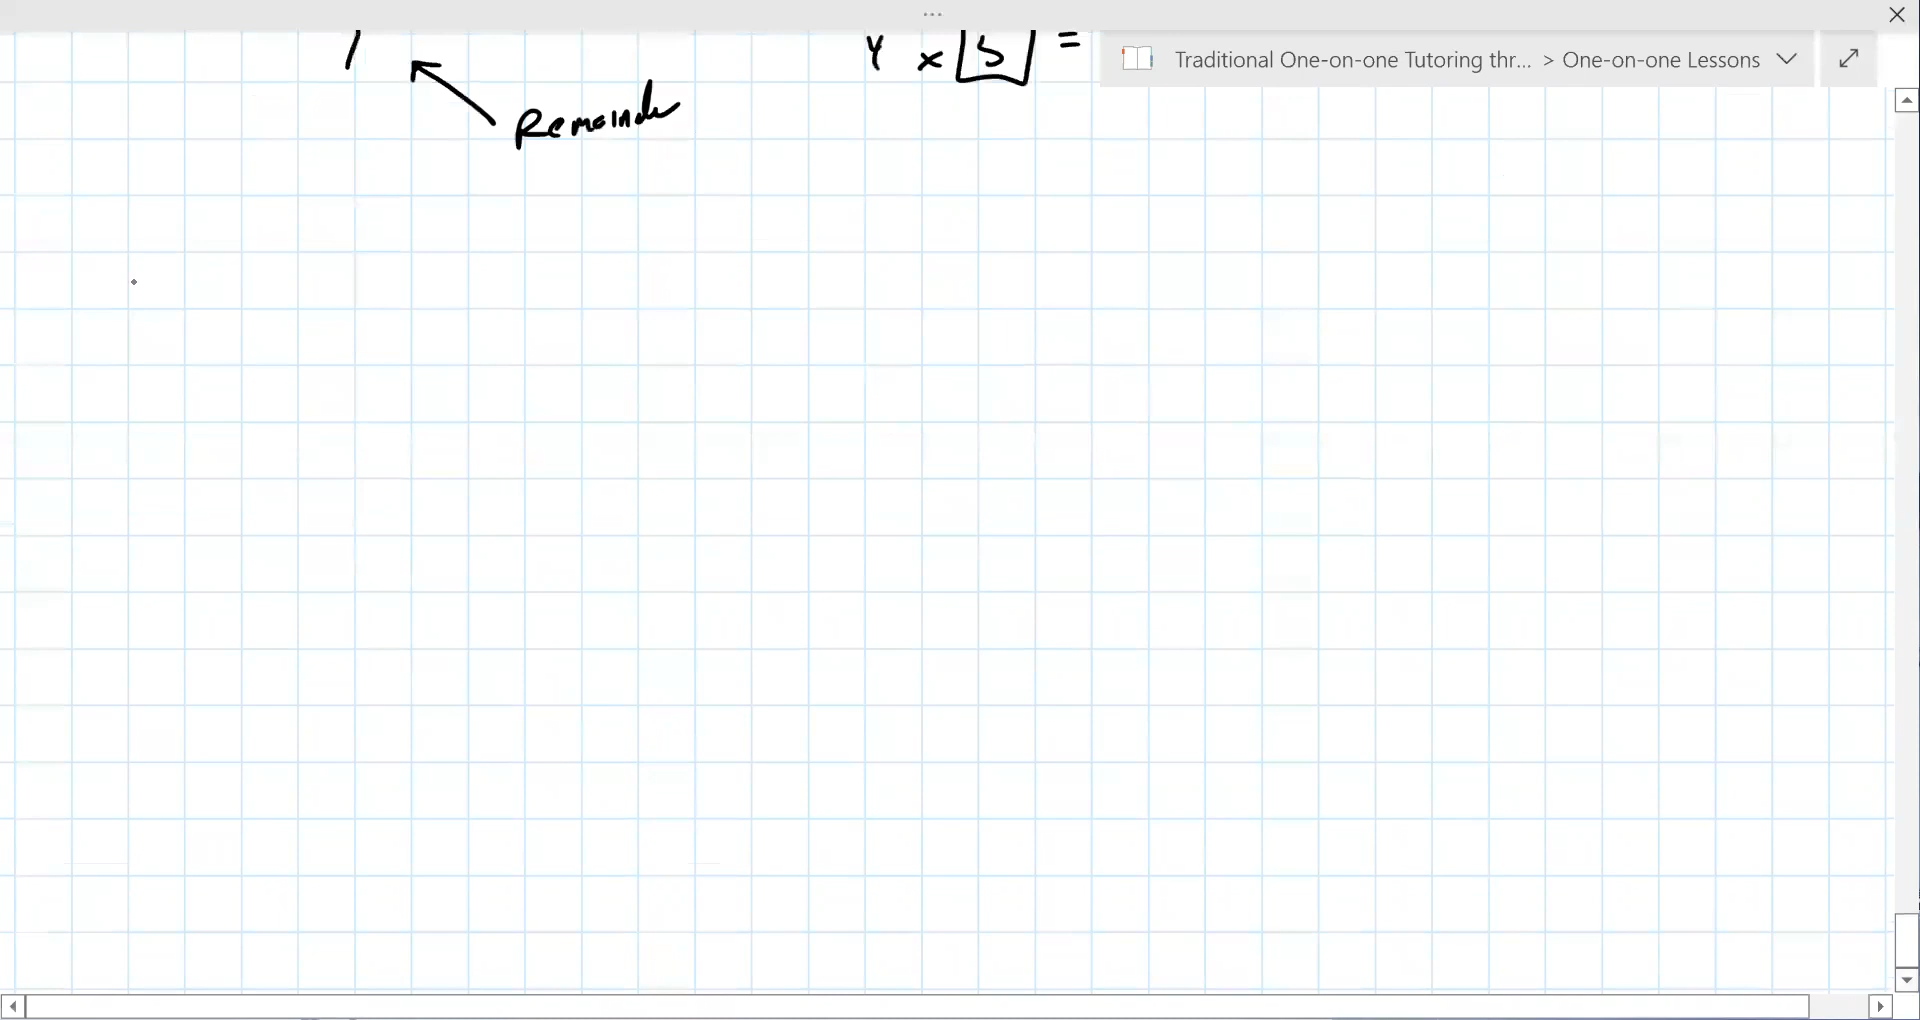 ...
4 × 5 =
Traditional One-on-one Tutoring thr... > One-on-one Lessons
Remainder